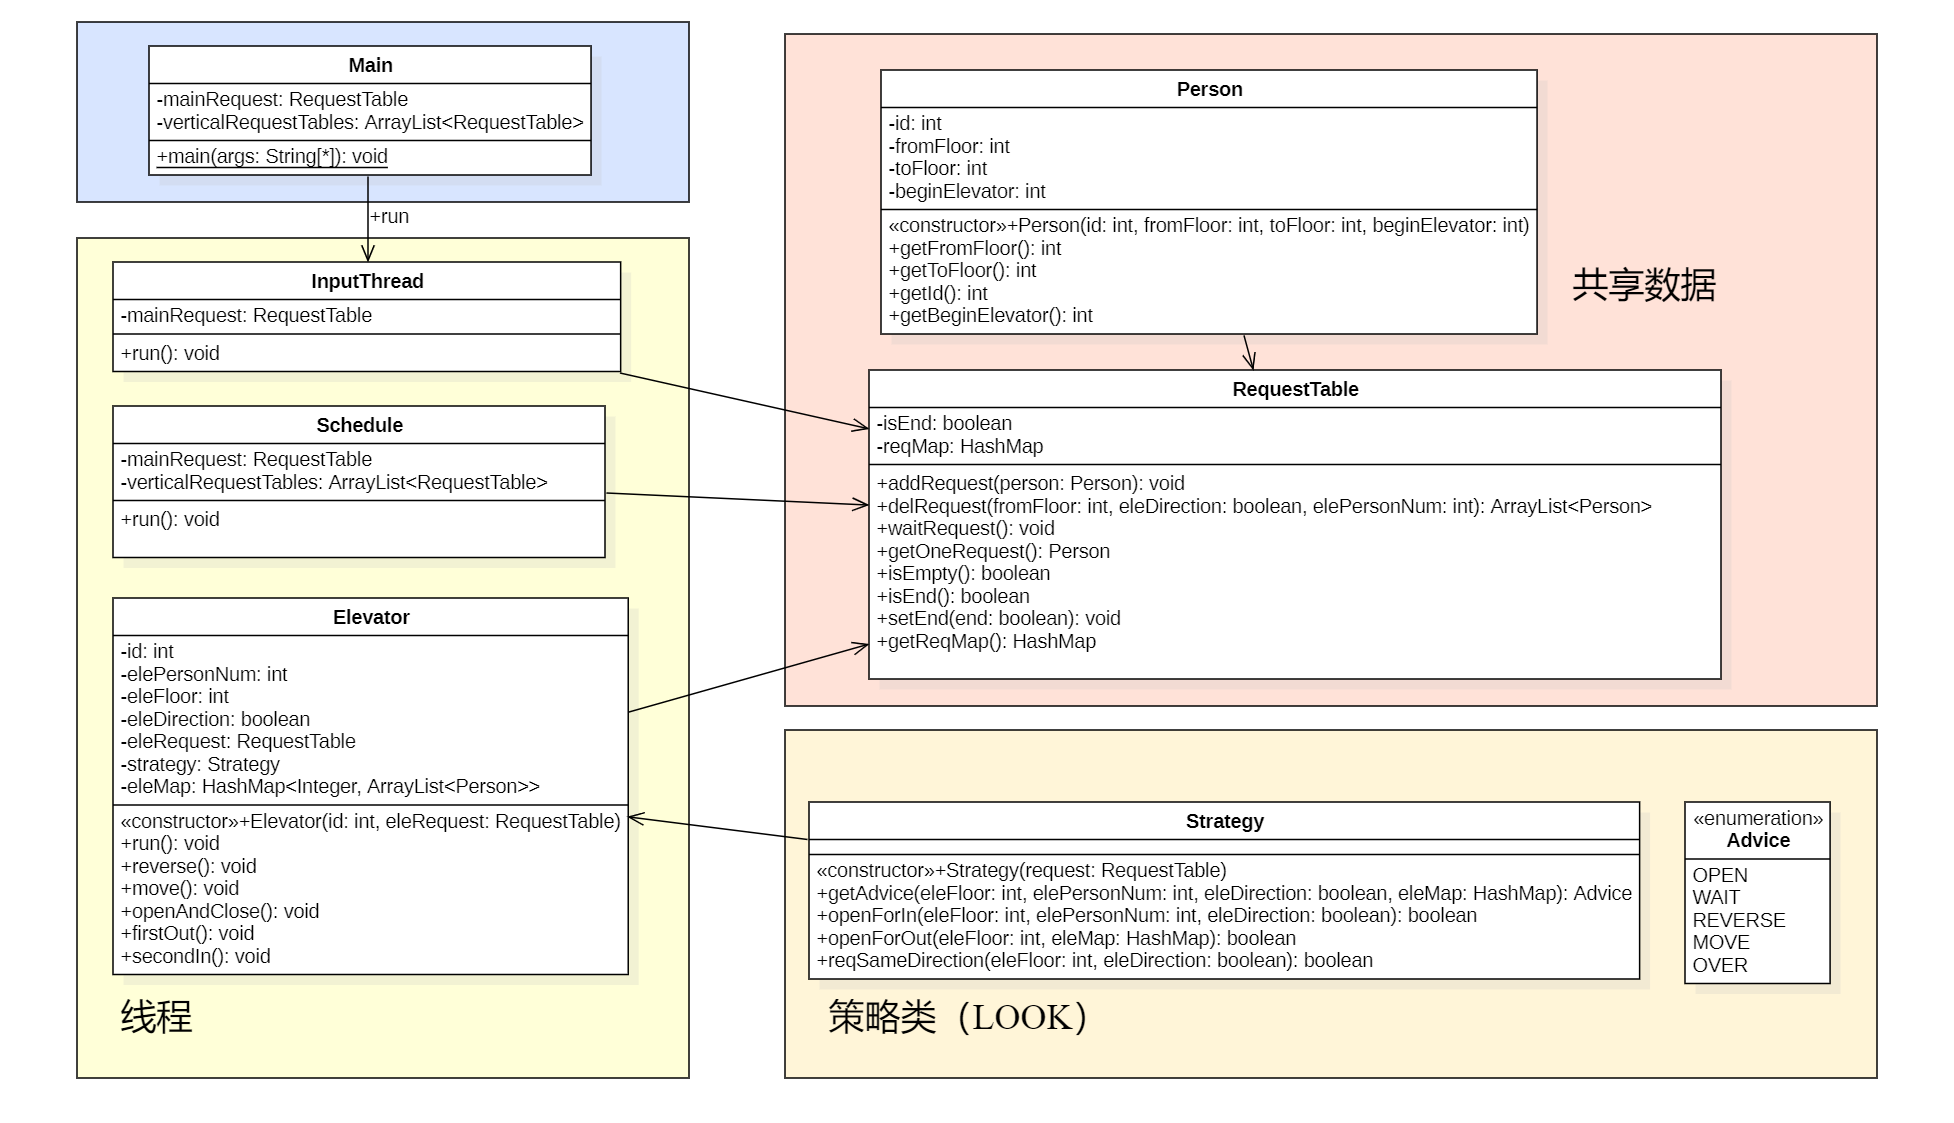 Main
-mainRequest: RequestTable
-verticalRequestTables: ArrayList<RequestTable>
+main(args: String[*]): void
+run
InputThread
-mainRequest: RequestTable
+run(): void
Schedule
-mainRequest: RequestTable
-verticalRequestTables: ArrayList<RequestTable>
+run(): void
Elevator
-id: int
-elePersonNum: int
-eleFloor: int
-eleDirection: boolean
-eleRequest: RequestTable
-strategy: Strategy
-eleMap: HashMap<Integer, ArrayList<Person>>
«constructor»+Elevator(id: int, eleRequest: RequestTable)
+run(): void
+reverse(): void
+move(): void
+openAndClose(): void
+firstOut(): void
+secondIn(): void
线程
Person
-id: int
-fromFloor: int
-toFloor: int
-beginElevator: int
«constructor»+Person(id: int, fromFloor: int, toFloor: int, beginElevator: int)
+getFromFloor(): int
+getToFloor(): int
+getId(): int
+getBeginElevator(): int
共享数据
RequestTable
-isEnd: boolean
-reqMap: HashMap
+addRequest(person: Person): void
+delRequest(fromFloor: int, eleDirection: boolean, elePersonNum: int): ArrayList<Person>
+waitRequest(): void
+getOneRequest(): Person
+isEmpty(): boolean
+isEnd(): boolean
+setEnd(end: boolean): void
+getReqMap(): HashMap
Strategy
«constructor»+Strategy(request: RequestTable)
+getAdvice(eleFloor: int, elePersonNum: int, eleDirection: boolean, eleMap: HashMap): Advice
+openForIn(eleFloor: int, elePersonNum: int, eleDirection: boolean): boolean
+openForOut(eleFloor: int, eleMap: HashMap): boolean
+reqSameDirection(eleFloor: int, eleDirection: boolean): boolean
«enumeration»
Advice
OPEN
WAIT
REVERSE
MOVE
OVER
策略类（LOOK）